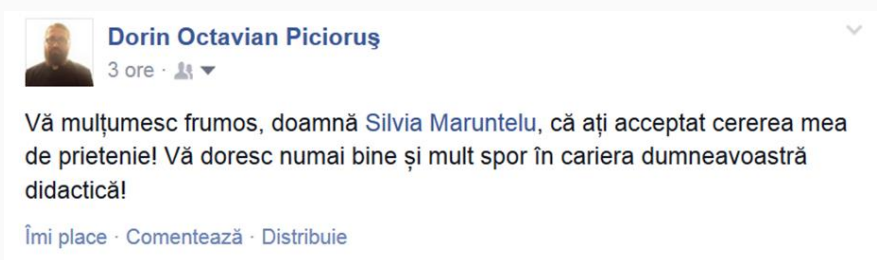 Dorin Octavian Picioruş
3 ore ·
Vă mulțumesc frumos, doamnă Silvia Maruntelu, că ați acceptat cererea mea
de prietenie! Vă doresc numai bine și mult spor în cariera dumneavoastră
didactică!
Îmi place · Comentează · Distribuie